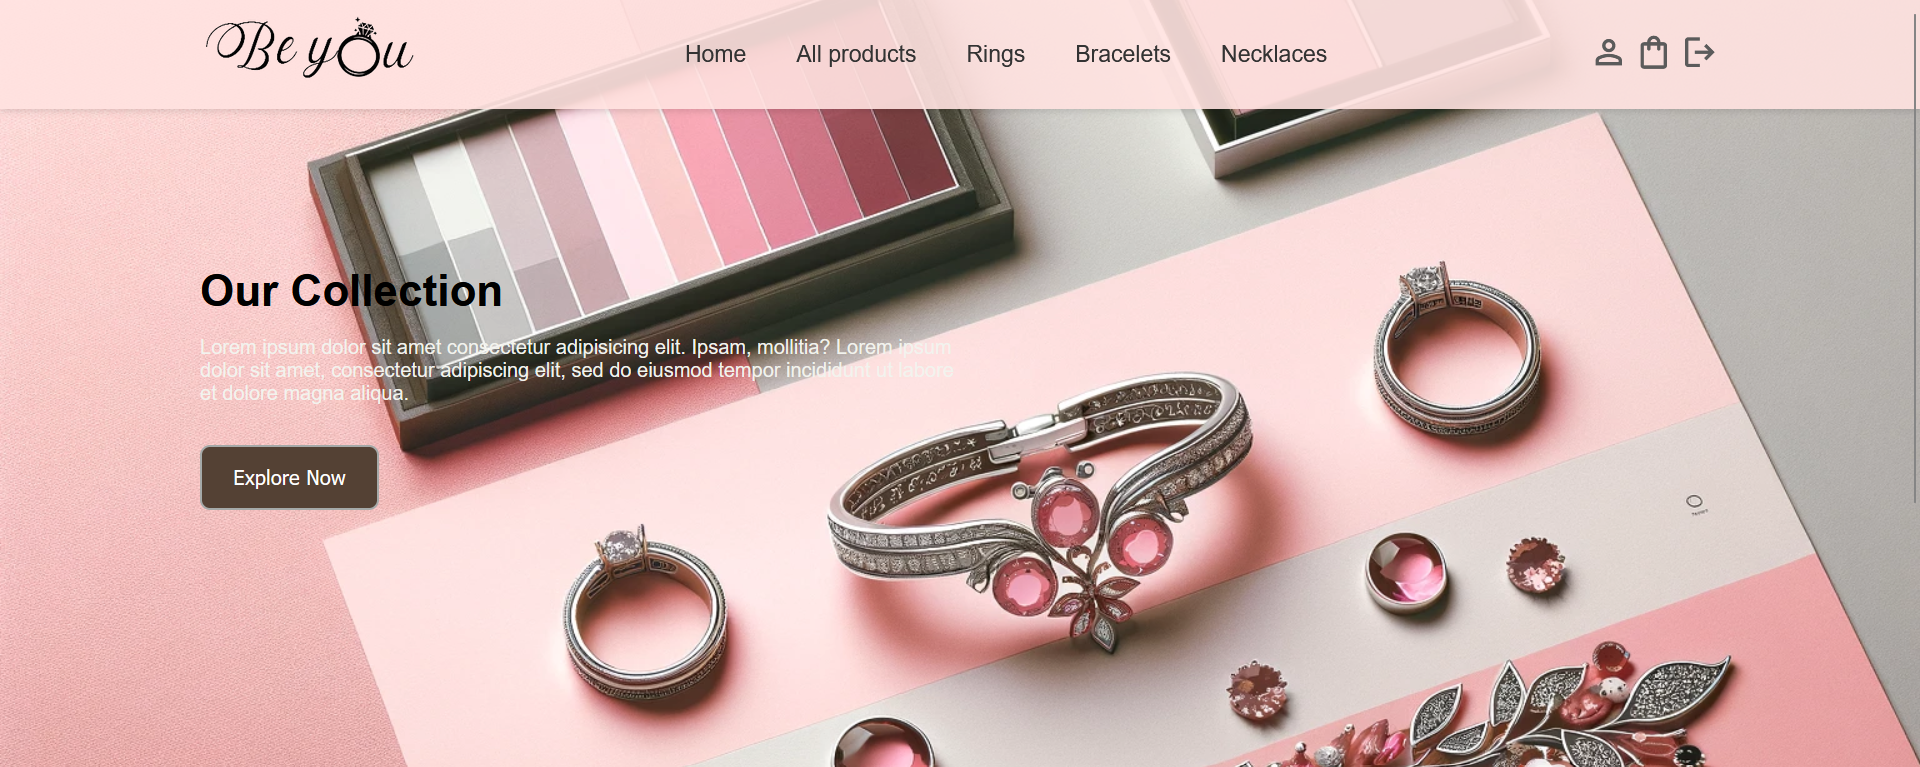 Be you
Home
All products
Rings
Bracelets
Necklaces
Our Collection
Lorem ipsum dolor sit amet consectetur adipisicing elit. Ipsam, mollitia? Lorem ipsum
dolor sit amet, consectetur adipiscing elit, sed do eiusmod tempor incididunt ut labore
et dolore magna aliqua.
Explore Now